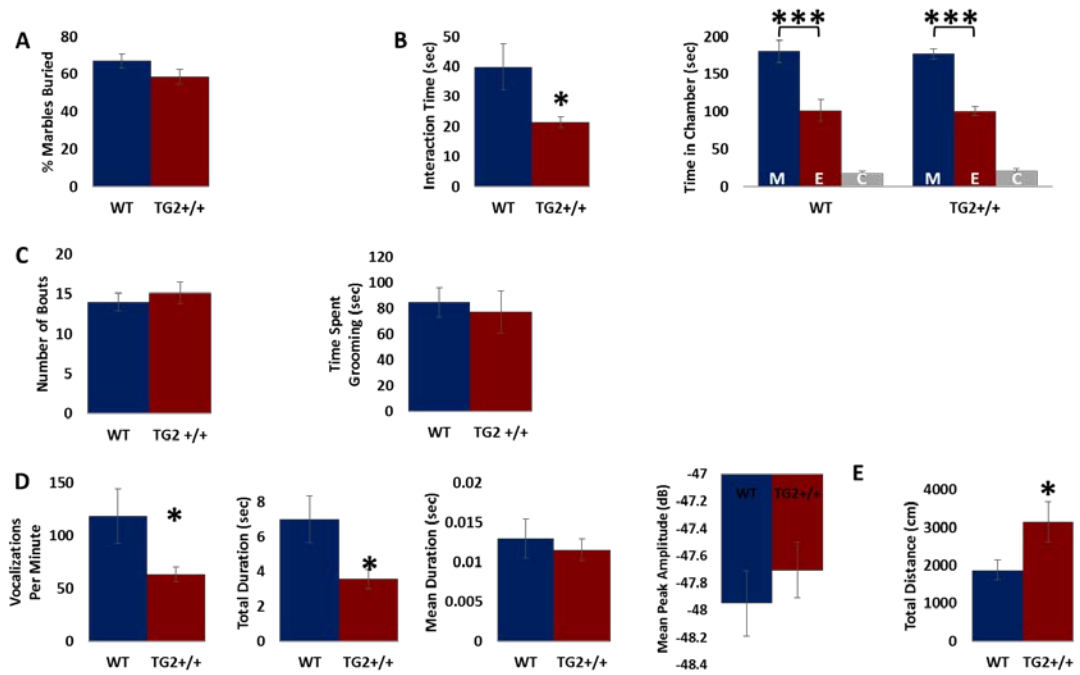 A
% Marbles Buried
80
60
40
20
0
WT TG2+/+
B
Interaction Time (sec)
50
40
30
20
10
0
*
WT TG2+/+
Time in Chamber (sec)
200
150
100
50
0
*** ***
M E C M E C
WT TG2+/+
C
Number of Bouts
20
15
10
5
0
WT TG2 +/+
Time Spent
Grooming (sec)
120
100
80
60
40
20
0
WT TG2 +/+
D
Vocalizations
Per Minute
150
100
50
0
*
WT TG2+/+
Total Duration (sec)
8
6
4
2
0
*
WT TG2+/+
Mean Duration (sec)
0.02
0.015
0.01
0.005
0
WT TG2+/+
Mean Peak Amplitude (dB)
-47
-47.2
-47.4
-47.6
-47.8
-48
-48.2
-48.4
WT TG2+/+
E
Total Distance (cm)
4000
3000
2000
1000
0
*
WT TG2+/+